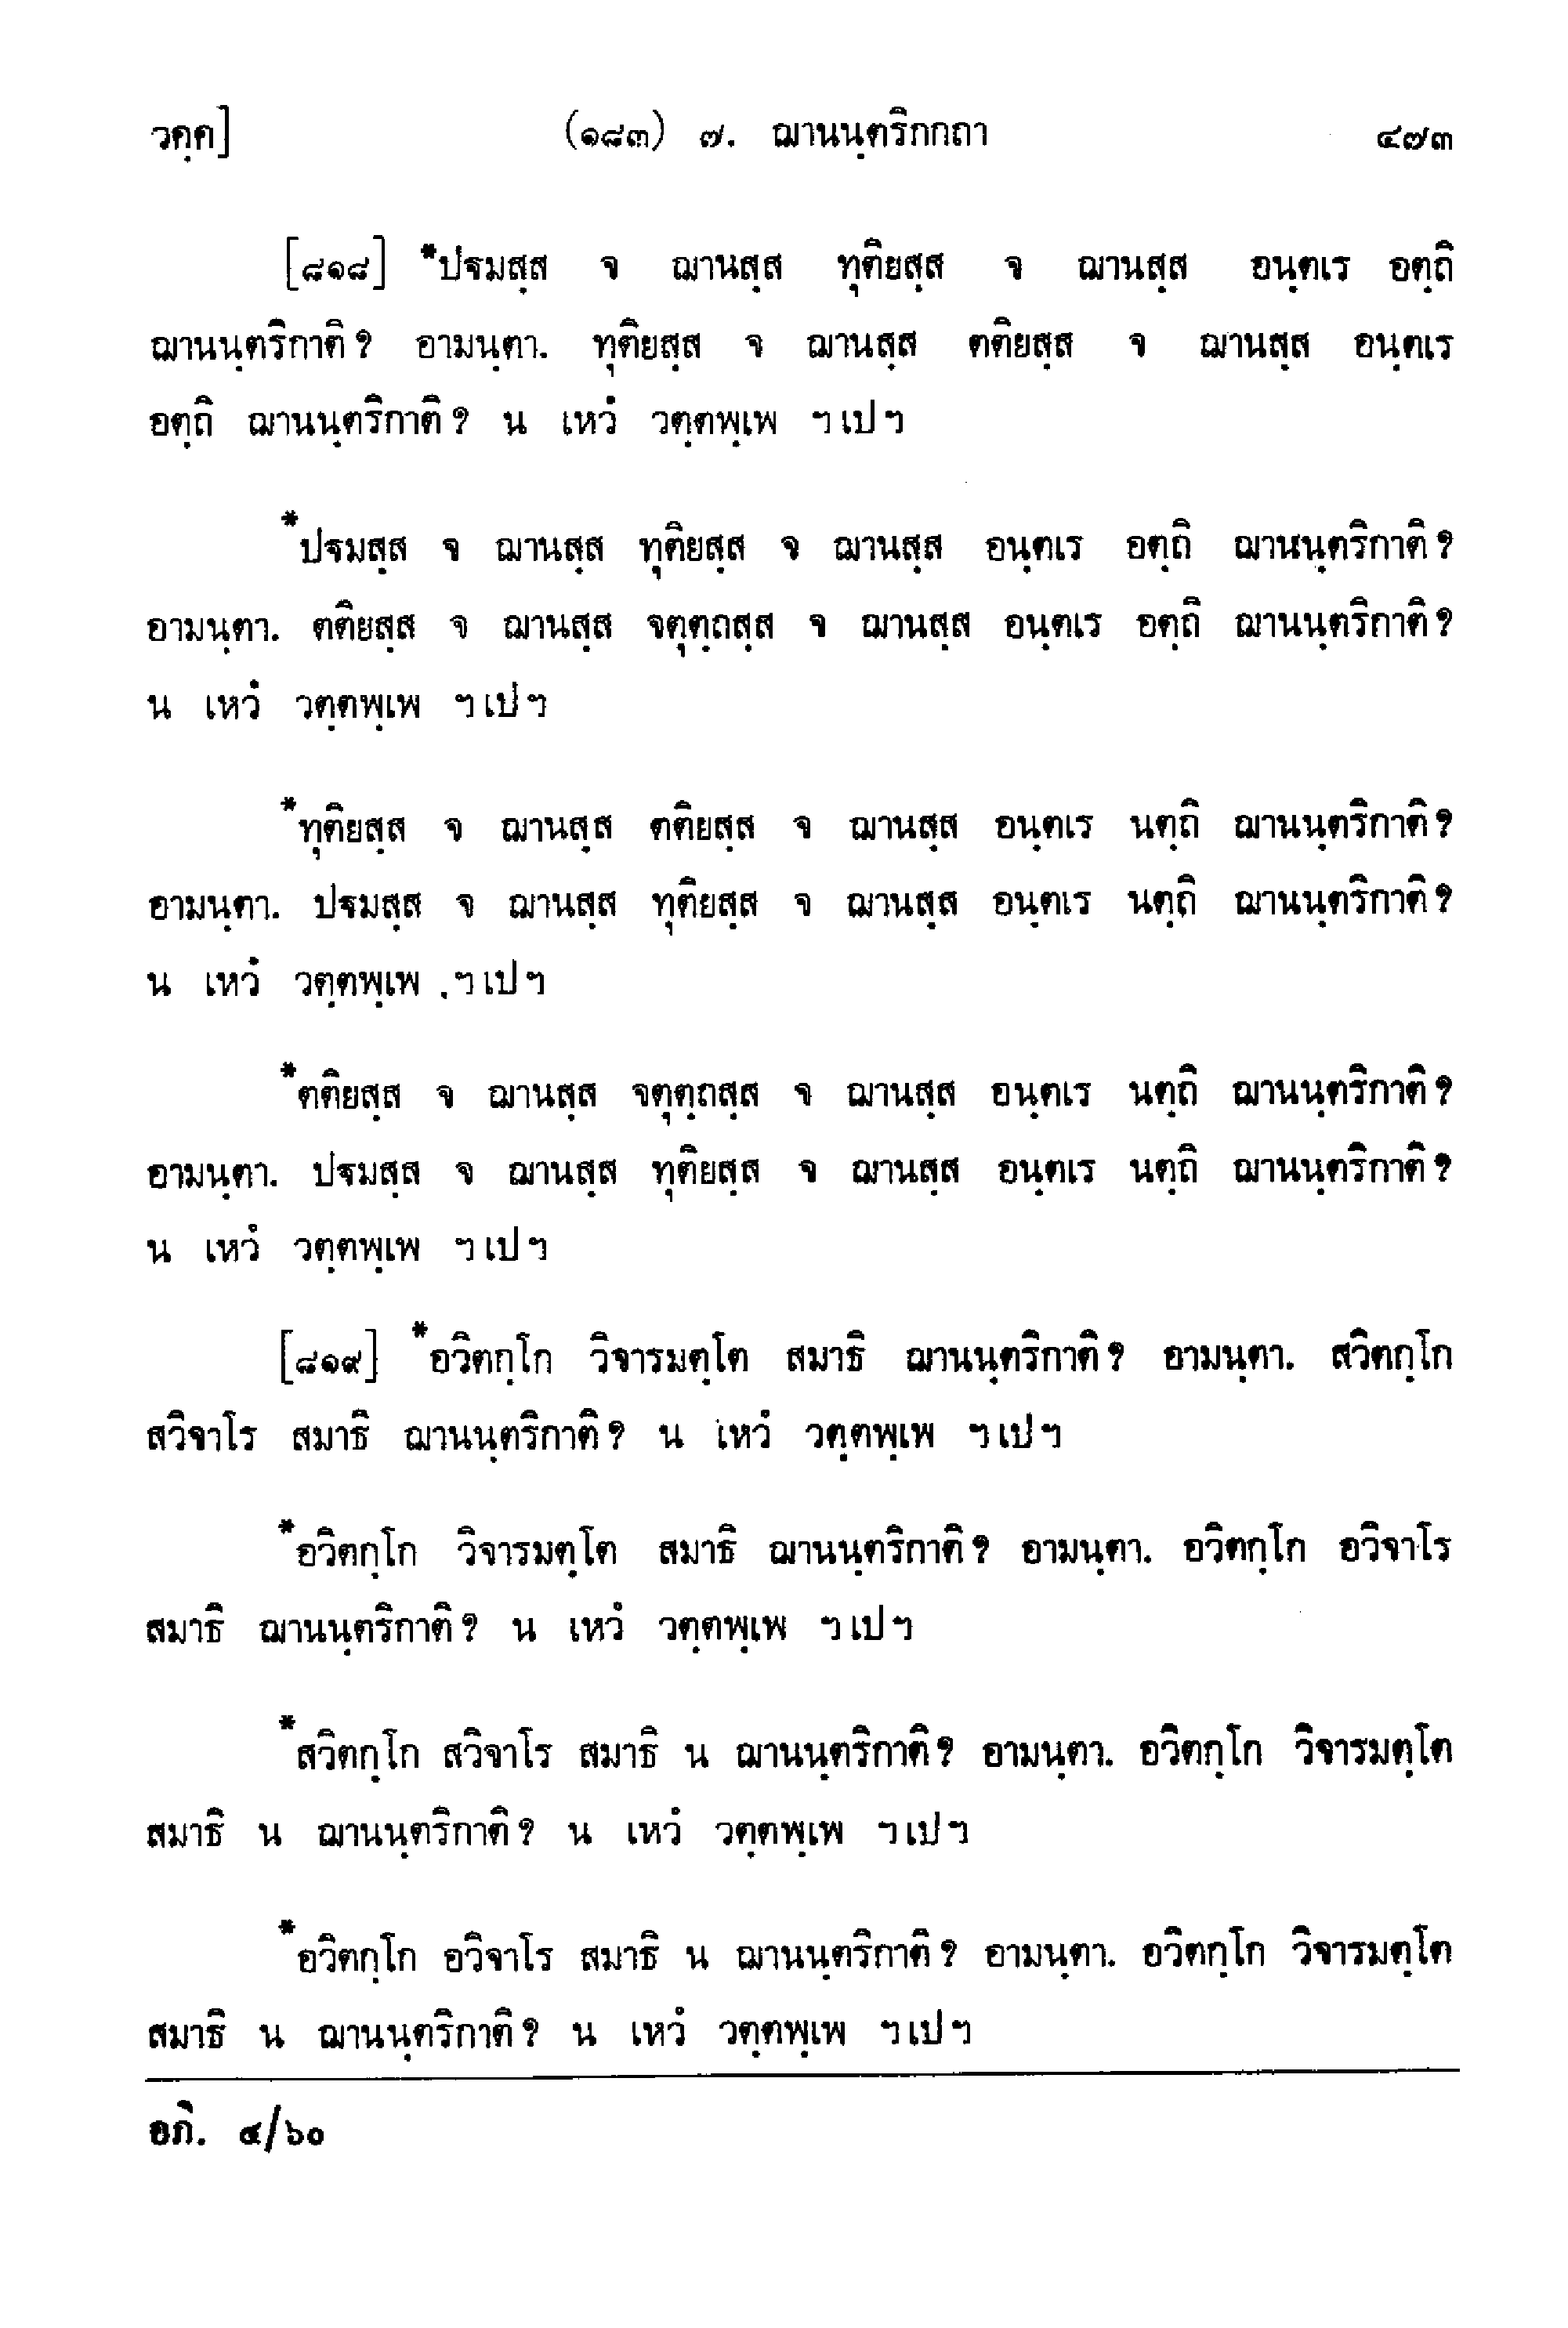 วคฺค] (๑๘๓) ๗. ฌานนฺตริกกถา ๔๗๓
[๘๑๘] *ปฐมสฺส จ ฌานสฺส ทุติยสฺส จ ฌานสฺส อนฺตเร อตฺถิ
ฌานนฺตริกาติ? อามนฺตา. ทุติยสฺส จ ฌานสฺส ตติยสฺส จ ฌานสฺส อนฺตเร
อตฺถิ ฌานนฺตริกาติ? น เหวํ วตฺตพฺเพ ฯเปฯ
*ปฐมสฺส จ ฌานสฺส ทุติยสฺส จ ฌานสฺส อนฺตเร อตฺถิ ฌานนฺตริกาติ?
อามนฺตา. ตติยสฺส จ ฌานสฺส จตุตฺถสฺส จ ฌานสฺส อนฺตเร อตฺถิ ฌานนฺตริกาติ?
น เหวํ วตฺตพฺเพ ฯเปฯ
*ทุติยสฺส จ ฌานสฺส ตติยสฺส จ ฌานสฺส อนฺตเร นตฺถิ ฌานนฺตริกาติ?
อามนฺตา. ปฐมสฺส จ ฌานสฺส ทุติยสฺส จ ฌานสฺส อนฺตเร นตฺถิ ฌานนฺตริกาติ?
น เหวํ วตฺตพฺเพ ฯเปฯ
*ตติยสฺส จ ฌานสฺส จตุตฺถสฺส จ ฌานสฺส อนฺตเร นตฺถิ ฌานนฺตริกาติ?
อามนฺตา. ปฐมสฺส จ ฌานสฺส ทุติยสฺส จ ฌานสฺส อนฺตเร นตฺถิ ฌานนฺตริกาติ?
น เหวํ วตฺตพฺเพ ฯเปฯ
[๘๑๙] *อวิตกฺโก วิจารมตฺโต สมาธิ ฌานนฺตริกาติ? อามนฺตา. สวิตกฺโก
สวิจาโร สมาธิ ฌานนฺตริกาติ? น เหวํ วตฺตพฺเพ ฯเปฯ
*อวิตกฺโก วิจารมตฺโต สมาธิ ฌานนฺตริกาติ? อามนฺตา. อวิตกฺโก อวิจาโร
สมาธิ ฌานนฺตริกาติ? น เหวํ วตฺตพฺเพ ฯเปฯ
*สวิตกฺโก สวิจาโร สมาธิ น ฌานนฺตริกาติ? อามนฺตา. อวิตกฺโก วิจารมตฺโต
สมาธิ น ฌานนฺตริกาติ? น เหวํ วตฺตพฺเพ ฯเปฯ
*อวิตกฺโก อวิจาโร สมาธิ น ฌานนฺตริกาติ? อามนฺตา. อวิตกฺโก วิจารมตฺโต
สมาธิ น ฌานนฺตริกาติ? น เหวํ วตฺตพฺเพ ฯเปฯ
อภิ. ๔/๖๐